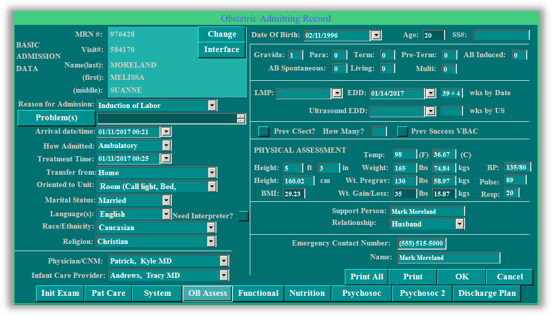 Obstetric Admitting Record
BASIC
ADMISSION
DATA
MRN #: 976428 Change
Visit#: 584170 Interface
Name(last): MORELAND
(first): MELISSA
(middle): SUANNE
Reason for Admission: Induction of Labor
Problem(s)
Arrival date/time: 01/11/2017 00:21
How Admitted: Ambulatory
Treatment Time: 01/11/2017 00:25
Transfer from: Home
Oriented to Unit: Room (Call light, Bed,
Marital Status: Married
Language(s): English Need Interpreter?
Race/Ethnicity: Caucasian
Religion: Christian
Physician/CNM: Patrick, Kyle MD
Infant Care Provider: Andrews, Tracy MD
Date Of Birth: 02/11/1996 Age: 20 SS#:
Gravida: 1 Para: 0 Term: 0 Pre-Term: 0 AB Induced: 0
AB Spontaneous: 0 Living: 0 Multi: 0
LMP: EDD: 01/14/2017 39 + 4 wks by Date
Ultrasound EDD: wks by US
Prev CSect? How Many? Prev Success VBAC
PHYSICAL ASSESSMENT
Temp: 98 (F) 36.67 (C)
Height: 5 ft 3 in Weight: 165 lbs 74.84 kgs BP: 135/80
Height: 160.02 cm Wt. Pregrav: 130 lbs 58.97 kgs Pulse: 89
BMI: 29.23 Wt. Gain/Loss: 35 lbs 15.87 kgs Resp: 20
Support Person: Mark Moreland
Relationship: Husband
Emergency Contact Number: (555) 515-5000
Name: Mark Moreland
Print All Print OK Cancel
Init Exam Pat Care System OB Assess Functional Nutrition Psychosoc Psychosoc 2 Discharge Plan